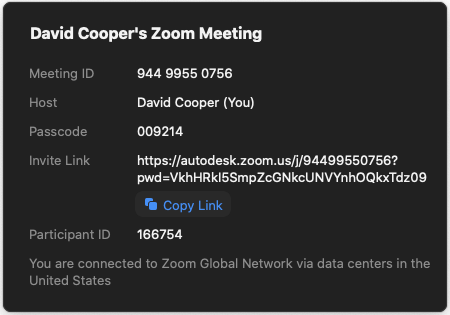 David Cooper's Zoom Meeting
Meeting ID 944 9955 0756
Host David Cooper (You)
Passcode 009214
Invite Link https://autodesk.zoom.us/j/94499550756?
pwd=VkhHRkl5SmpZcGNkcUNVYnhOQkxTdz09
Copy Link
Participant ID 166754
You are connected to Zoom Global Network via data centers in the
United States